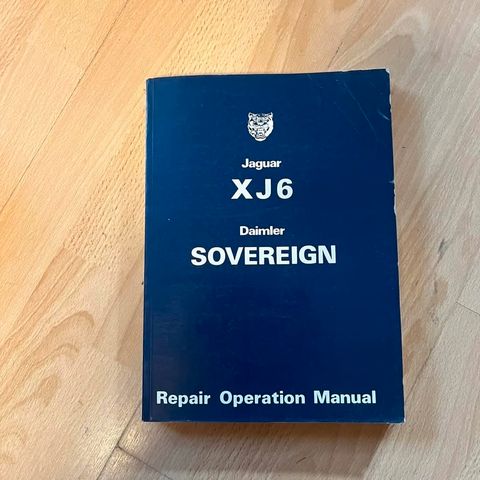 Jaguar
XJ6
Daimler
SOVEREIGN
Repair Operation Manual